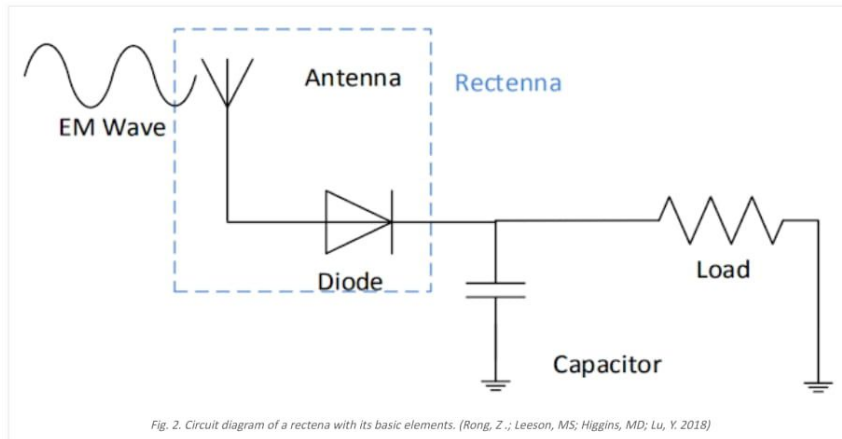 Antenna
Rectenna
EM Wave
Diode
Load
Capacitor
Fig. 2. Circuit diagram of a rectena with its basic elements. (Rong, Z .; Leeson, MS; Higgins, MD; Lu, Y. 2018)